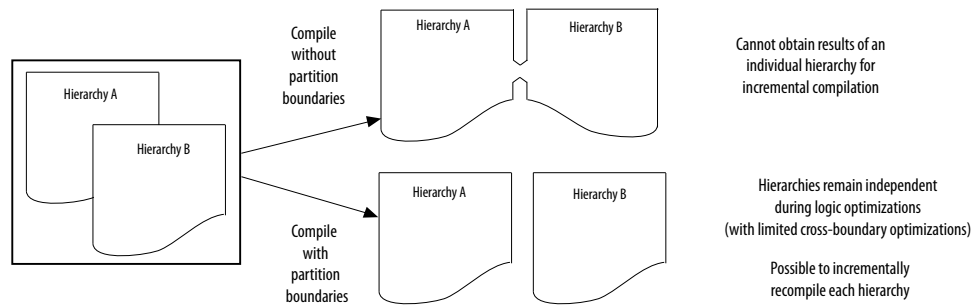 Hierarchy A
Hierarchy B
Compile
without
partition
boundaries
Hierarchy A
Hierarchy B
Cannot obtain results of an
individual hierarchy for
incremental compilation
Compile
with
partition
boundaries
Hierarchy A
Hierarchy B
Hierarchies remain independent
during logic optimizations
(with limited cross-boundary optimizations)
Possible to incrementally
recompile each hierarchy